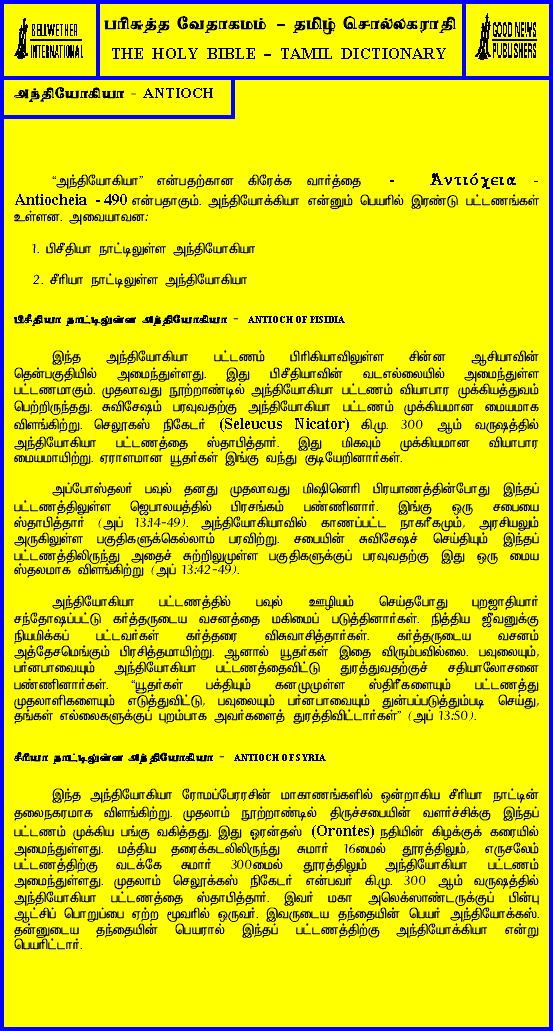 BELLWETHER
INTERNATIONAL
பரிசுத்த வேதாகமம் – தமிழ் சொல்லகராதி
THE HOLY BIBLE – TAMIL DICTIONARY
GOOD NEWS
PUBLISHERS
அந்தியோகியா - ANTIOCH
“அந்தியோகியா” என்பதற்கான கிரேக்க வார்த்தை - Ἀντιόχεια -
Antiocheia - 490 என்பதாகும். அந்தியோக்கியா என்னும் பெயரில் இரண்டு பட்டணங்கள்
உள்ளன. அவையாவன:
1. பிசீதியா நாட்டிலுள்ள அந்தியோகியா
2. சீரியா நாட்டிலுள்ள அந்தியோகியா
பிசீதியா நாட்டிலுள்ள அந்தியோகியா - ANTIOCH OF PISIDIA
இந்த அந்தியோகியா பட்டணம் பிரிகியாவிலுள்ள சின்ன ஆசியாவின்
தென்பகுதியில் அமைந்துள்ளது. இது பிசீதியாவின் வடஎல்லையில் அமைந்துள்ள
பட்டணமாகும். முதலாவது நூற்றாண்டில் அந்தியோகியா பட்டணம் வியாபார முக்கியத்துவம்
பெற்றிருந்தது. சுவிசேஷம் பரவுவதற்கு அந்தியோகியா பட்டணம் முக்கியமான மையமாக
விளங்கிற்று. செலூகஸ் நிகேடர் (Seleucus Nicator) கிமு. 300 ஆம் வருஷத்தில்
அந்தியோகியா பட்டணத்தை ஸ்தாபித்தார். இது மிகவும் முக்கியமான வியாபார
மையமாயிற்று. ஏராளமான யூதர்கள் இங்கு வந்து குடியேறினார்கள்.
அப்போஸ்தலர் பவுல் தனது முதலாவது மிஷினெரி பிரயாணத்தின்போது இந்தப்
பட்டணத்திலுள்ள ஜெபாலயத்தில் பிரசங்கம் பண்ணினார். இங்கு ஒரு சபையை
ஸ்தாபித்தார் (அப் 13:14-49). அந்தியோகியாவில் காணப்பட்ட நாகரீகமும், அரசியலும்
அருகிலுள்ள பகுதிகளுக்கெல்லாம் பரவிற்று. சபையின் சுவிசேஷச் செய்தியும் இந்தப்
பட்டணத்திலிருந்து அதைச் சுற்றிலுமுள்ள பகுதிகளுக்குப் பரவுவதற்கு இது ஒரு மைய
ஸ்தலமாக விளங்கிற்று (அப் 13:42-49).
அந்தியோகியா பட்டணத்தில் பவுல் ஊழியம் செய்தபோது புறஜாதியார்
சந்தோஷப்பட்டு கர்த்தருடைய வசனத்தை மகிமைப் படுத்தினார்கள். நித்திய ஜீவனுக்கு
நியமிக்கப் பட்டவர்கள் கர்த்தரை விசுவாசித்தார்கள். கர்த்தருடைய வசனம்
அத்தேசமெங்கும் பிரசித்தமாயிற்று. ஆனால் யூதர்கள் இதை விரும்பவில்லை. பவுலையும்,
பர்னபாவையும் அந்தியோகியா பட்டணத்தைவிட்டு துரத்துவதற்குச் சதியாலோசனை
பண்ணினார்கள். “யூதர்கள் பக்தியும் கனமுமுள்ள ஸ்திரீகளையும் பட்டணத்து
முதலாளிகளையும் எடுத்துவிட்டு, பவுலையும் பர்னபாவையும் துன்பப்படுத்தும்படி செய்து,
தங்கள் எல்லைகளுக்குப் புறம்பாக அவர்களைத் துரத்திவிட்டார்கள்” (அப் 13:50).
சீரியா நாட்டிலுள்ள அந்தியோகியா - ANTIOCH OF SYRIA
இந்த அந்தியோகியா ரோமப்பேரரசின் மாகாணங்களில் ஒன்றாகிய சீரியா நாட்டின்
தலைநகரமாக விளங்கிற்று. முதலாம் நூற்றாண்டில் திருச்சபையின் வளர்ச்சிக்கு இந்தப்
பட்டணம் முக்கிய பங்கு வகித்தது. இது ஓரன்தஸ் (Orontes) நதியின் கிழக்குக் கரையில்
அமைந்துள்ளது. மத்திய தரைக்கடலிலிருந்து சுமார் 16மைல் தூரத்திலும், எருசலேம்
பட்டணத்திற்கு வடக்கே சுமார் 300மைல் தூரத்திலும் அந்தியோகியா பட்டணம்
அமைந்துள்ளது. முதலாம் செலூக்கஸ் நிகேடர் என்பவர் கிமு. 300 ஆம் வருஷத்தில்
அந்தியோகியா பட்டணத்தை ஸ்தாபித்தார். இவர் மகா அலெக்ஸாண்டருக்குப் பின்பு
ஆட்சிப் பொறுப்பை ஏற்ற மூவரில் ஒருவர். இவருடைய தந்தையின் பெயர் அந்தியோக்கஸ்.
தன்னுடைய தந்தையின் பெயரால் இந்தப் பட்டணத்திற்கு அந்தியோக்கியா என்று
பெயரிட்டார்.